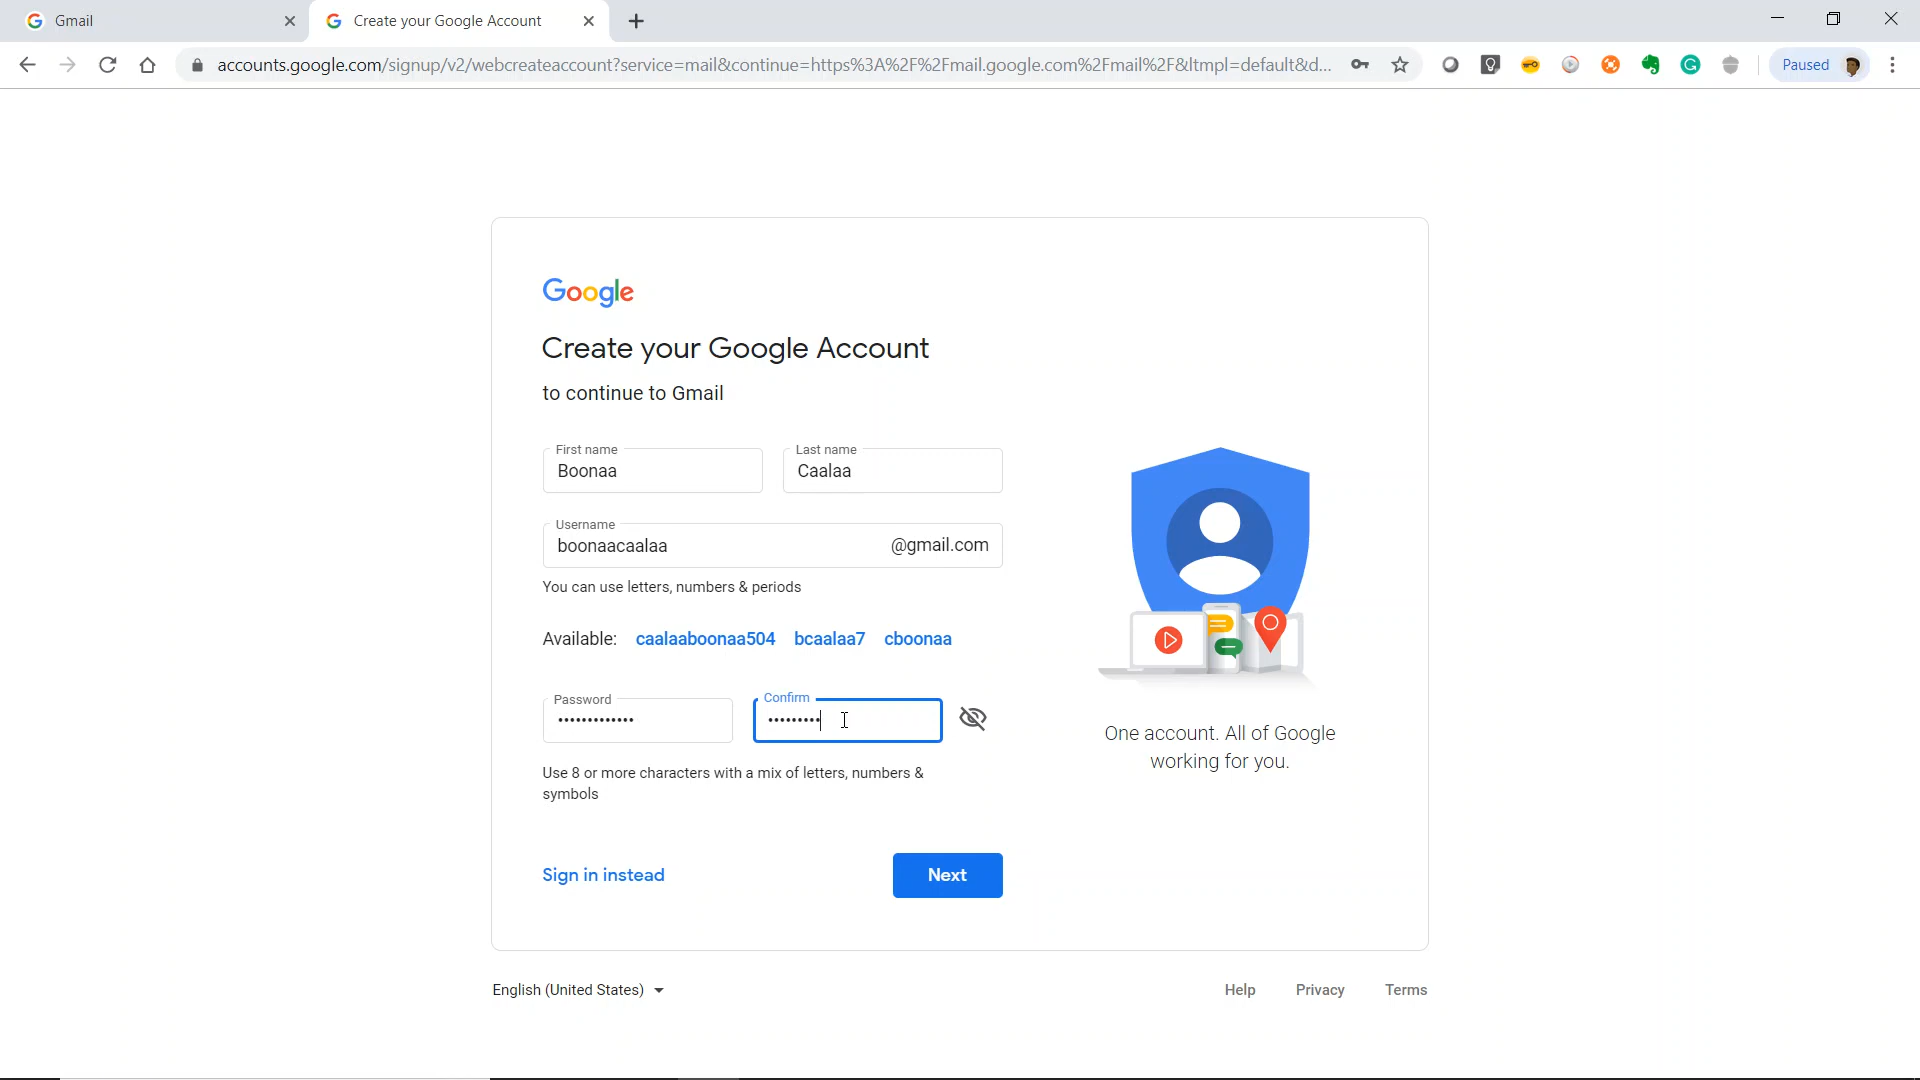 Gmail
Create your Google Account
accounts.google.com/signup/v2/webcreateaccount?service=mail&continue=https%3A%2F%2Fmail.google.com%2Fmail%2F&ltmpl=default&d...
Paused
Google
Create your Google Account
to continue to Gmail
First name
Last name
Boonaa
Caalaa
Username
boonaacaalaa
@gmail.com
You can use letters, numbers & periods
Available: caalaaboonaa504 bcaalaa7 cboonaa
Password
Confirm
•••••••••••••
•••••••••
Use 8 or more characters with a mix of letters, numbers &
symbols
One account. All of Google
working for you.
Sign in instead
Next
English (United States)
Help
Privacy
Terms